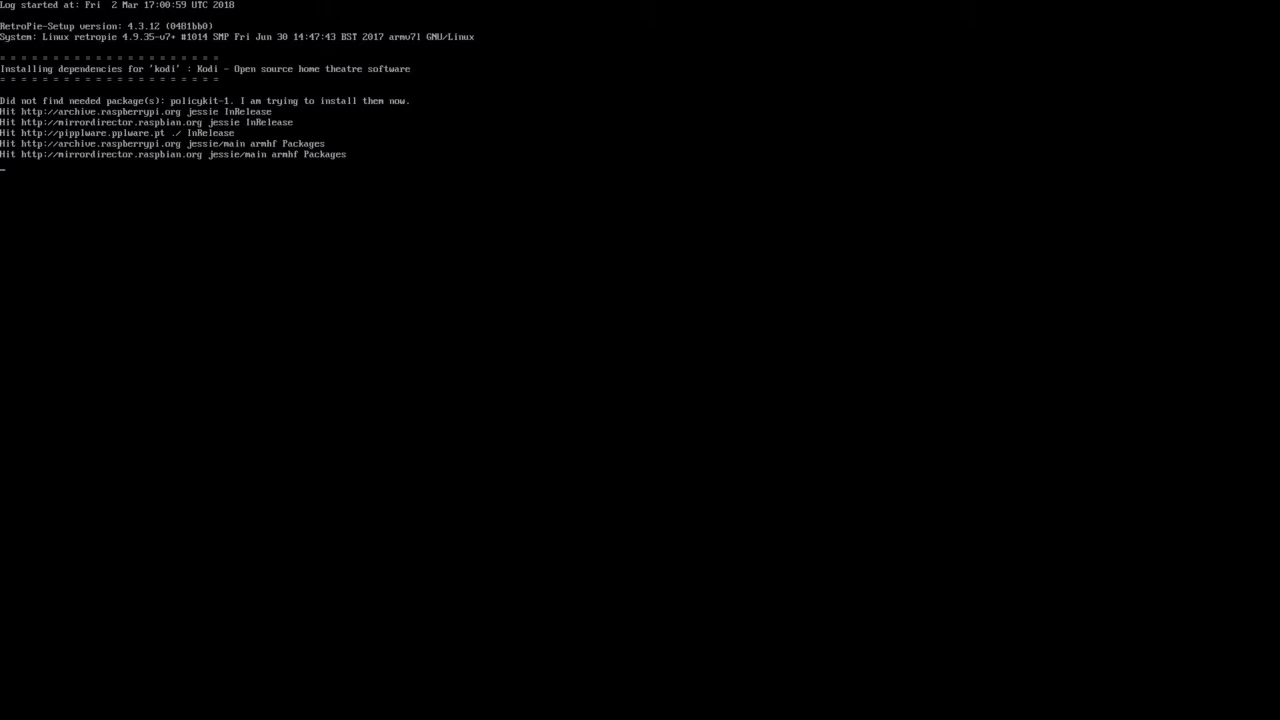 Log started at: Fri  2 Mar 17:00:59 UTC 2018
RetroPie-Setup version: 4.3.12 (0481bb0)
System: Linux retropie 4.9.35-v7+ #1014 SMP Fri Jun 30 14:47:43 BST 2017 armv7l GNU/Linux
= = = = = = = = = = = = = = = = = = = = =
Installing dependencies for 'kodi' : Kodi - Open source home theatre software
= = = = = = = = = = = = = = = = = = = = =
Did not find needed package(s): policykit-1. I am trying to install them now.
Hit http://archive.raspberrypi.org jessie InRelease
Hit http://mirrordirector.raspbian.org jessie InRelease
Hit http://pipplware.pplware.pt ./ InRelease
Hit http://archive.raspberrypi.org jessie/main armhf Packages
Hit http://mirrordirector.raspbian.org jessie/main armhf Packages